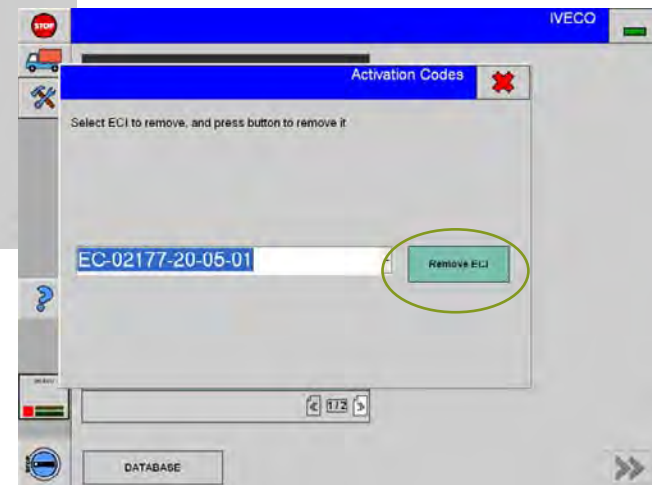 STOP
IVECO
Activation Codes
Select ECI to remove, and press button to remove it
EC-02177-20-05-01
Remove ECI
1/2
DATABASE